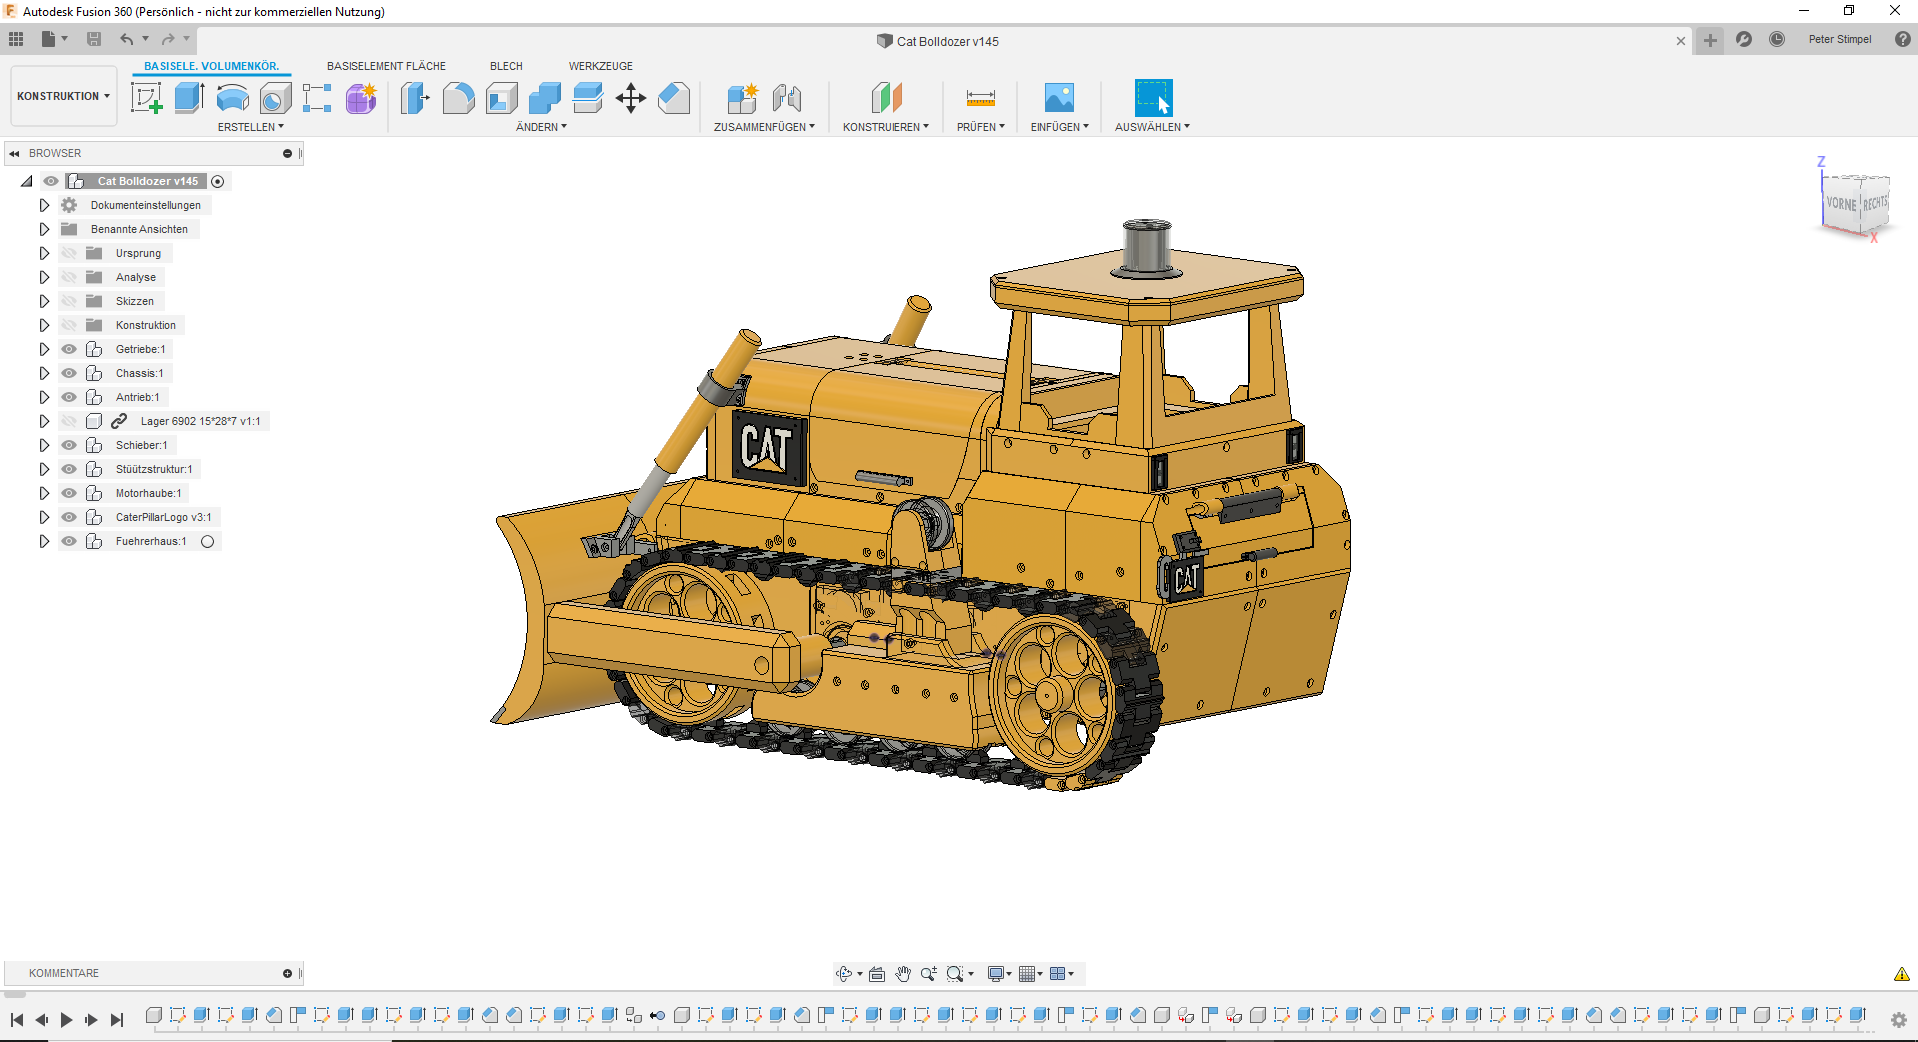 Autodesk Fusion 360 (Persönlich - nicht zur kommerziellen Nutzung)
Cat Bolldozer v145
Peter Stimpel
KONSTRUKTION
BASISELE. VOLUMENKÖR.
BASISELEMENT FLÄCHE
BLECH
WERKZEUGE
ERSTELLEN
ÄNDERN
ZUSAMMENFÜGEN
KONSTRUIEREN
PRÜFEN
EINFÜGEN
AUSWÄHLEN
BROWSER
Cat Bolldozer v145
Dokumenteinstellungen
Benannte Ansichten
Ursprung
Analyse
Skizzen
Konstruktion
Getriebe:1
Chassis:1
Antrieb:1
Lager 6902 15*28*7 v1:1
Schieber:1
Stüützstruktur:1
Motorhaube:1
CaterPillarLogo v3:1
Fuehrerhaus:1
Z
VORNE
RECHTS
X
CAT
CAT
KOMMENTARE